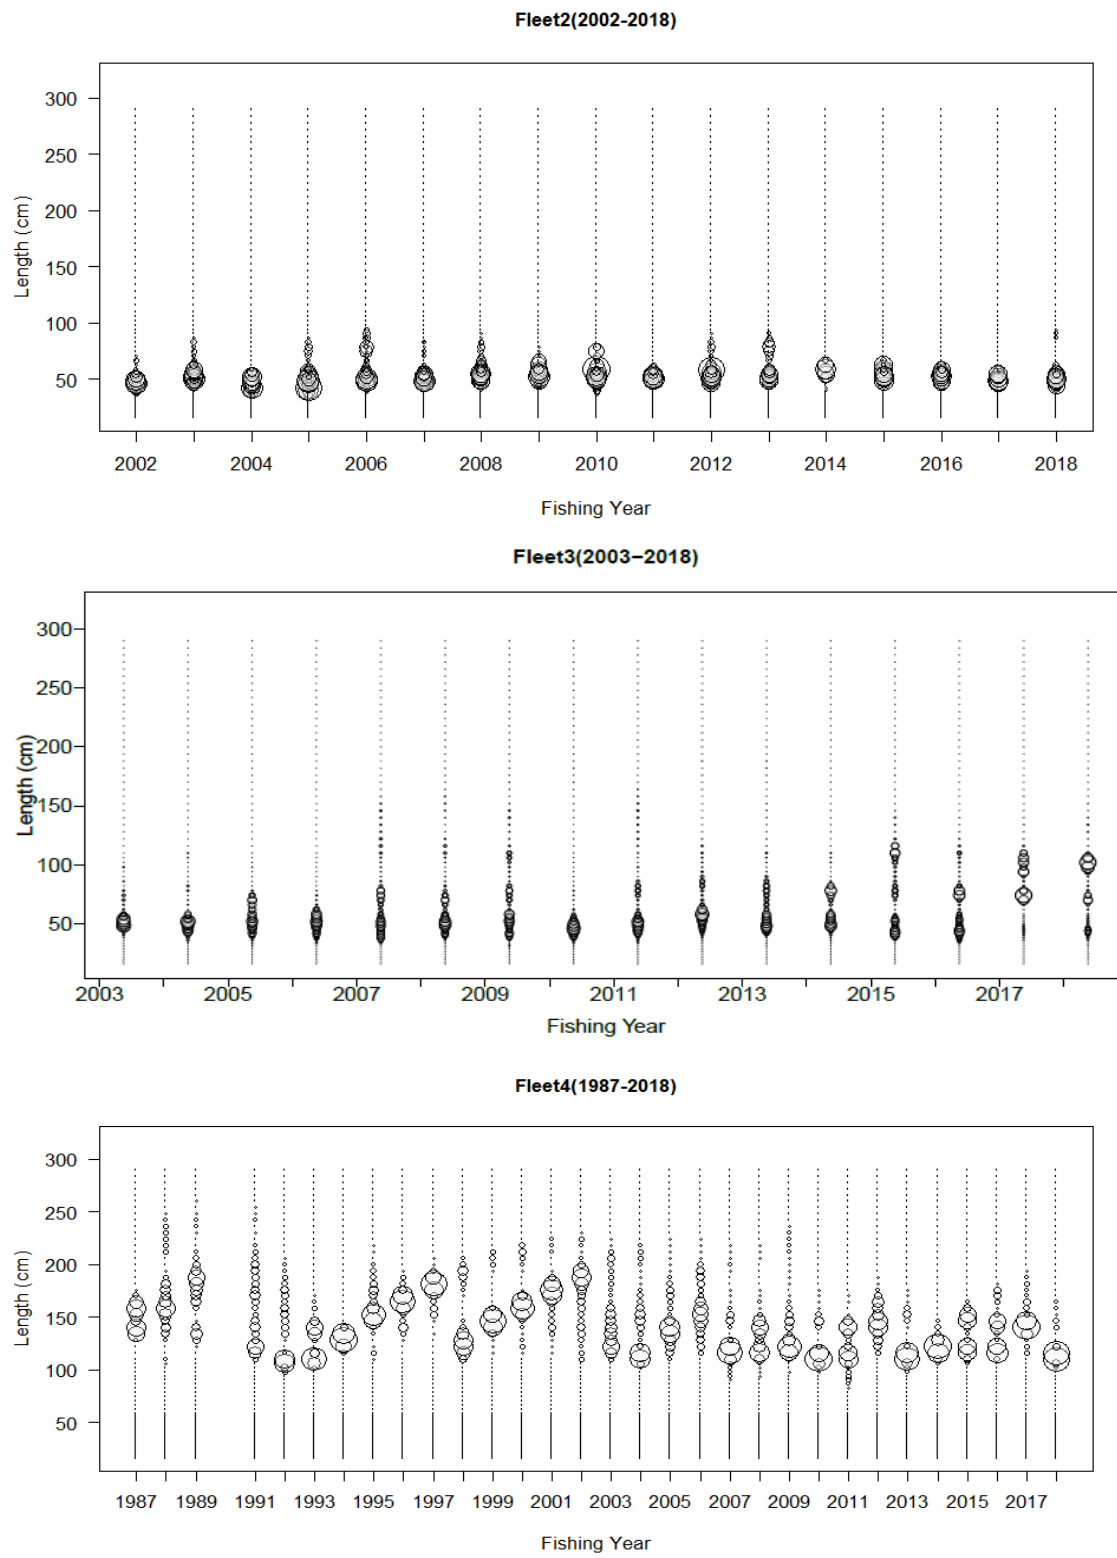 Fleet2(2002-2018)
300
250
200
150
100
50
Length (cm)
2002 2004 2006 2008 2010 2012 2014 2016 2018
Fishing Year
Fleet3(2003−2018)
300
250
200
150
100
50
Length (cm)
2003 2005 2007 2009 2011 2013 2015 2017
Fishing Year
Fleet4(1987-2018)
300
250
200
150
100
50
Length (cm)
1987 1989 1991 1993 1995 1997 1999 2001 2003 2005 2007 2009 2011 2013 2015 2017
Fishing Year